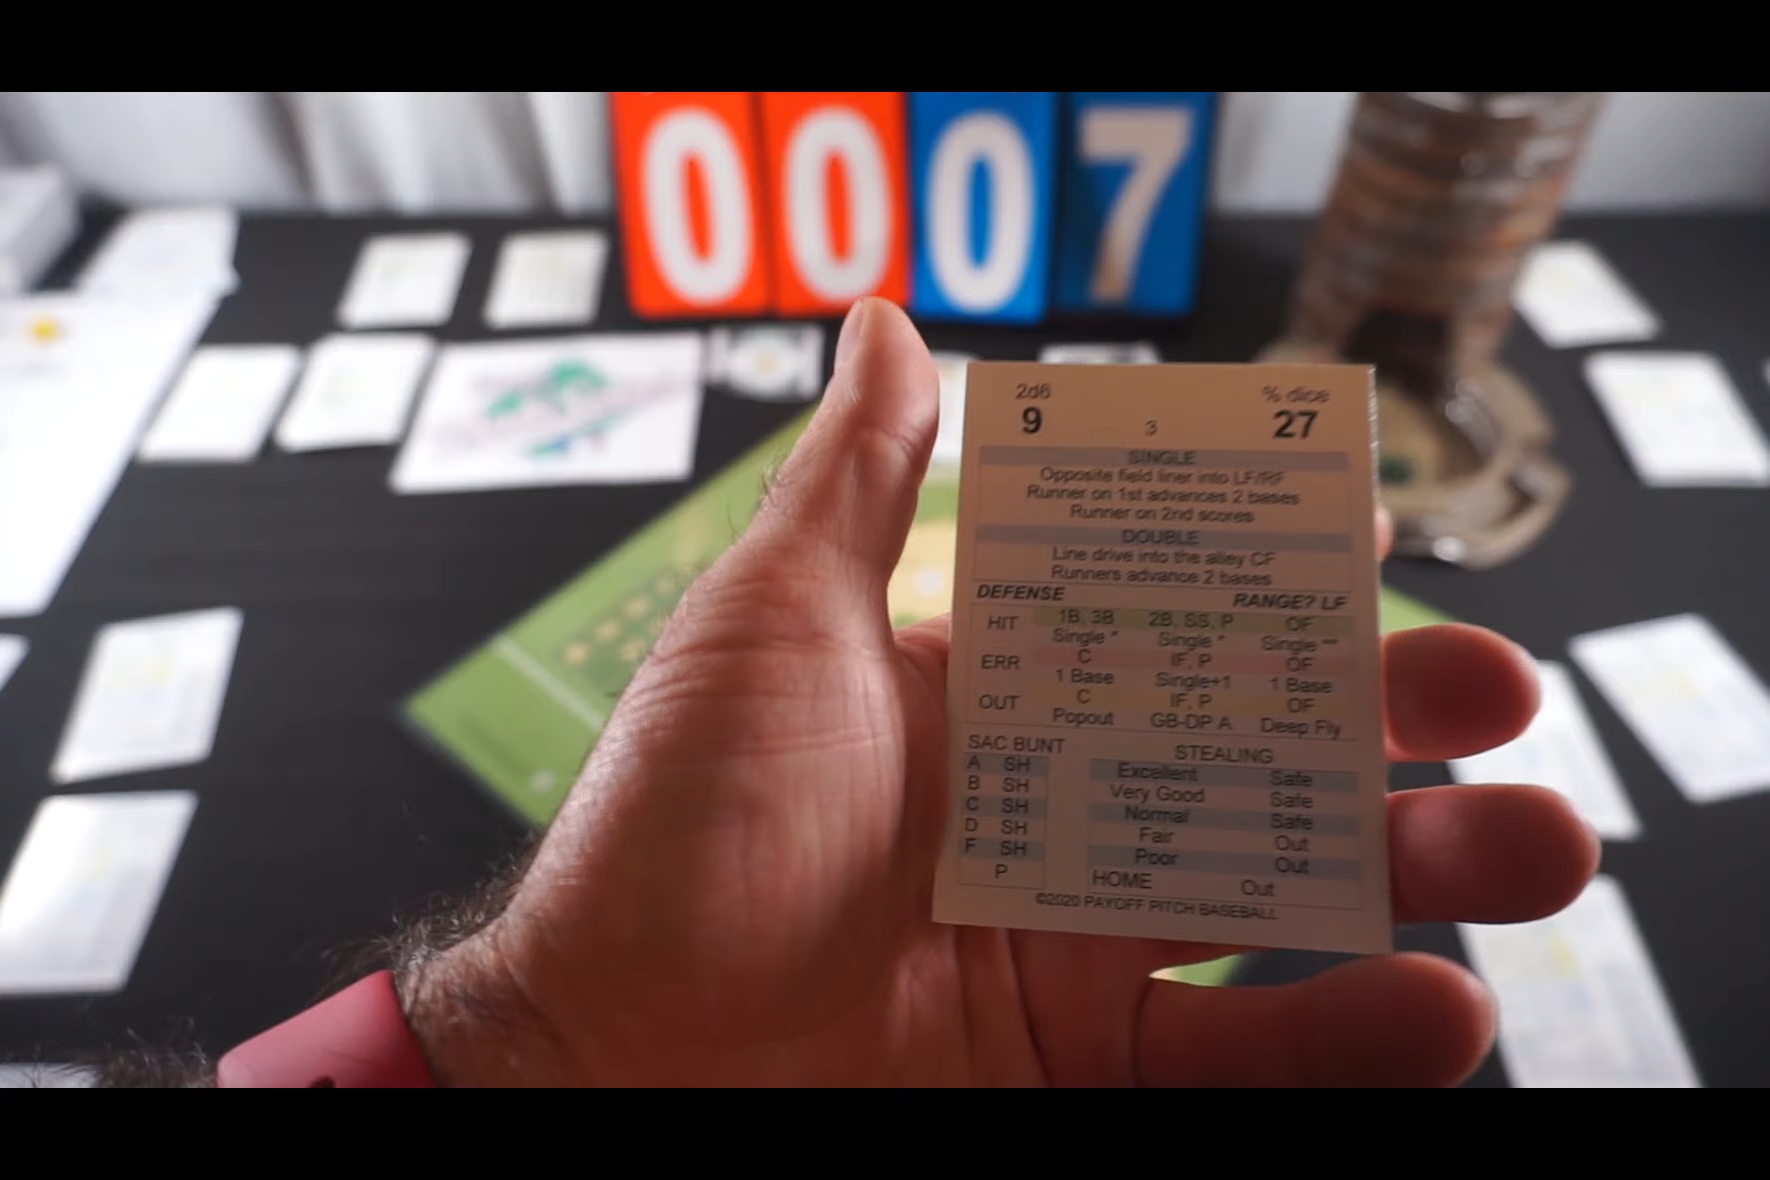 00 07
2d6 % dice
9 3 27
SINGLE
Opposite field liner into LF/RF
Runner on 1st advances 2 bases
Runner on 2nd scores
DOUBLE
Line drive into the alley CF
Runners advance 2 bases
DEFENSE RANGE? LF
HIT 1B, 3B 2B, SS, P OF
Single * Single * Single **
ERR C IF, P OF
1 Base Single+1 1 Base
OUT C IF, P OF
Popout GB-DP A Deep Fly
SAC BUNT STEALING
A SH Excellent Safe
B SH Very Good Safe
C SH Normal Safe
D SH Fair Out
F SH Poor Out
P HOME Out
©2020 PAYOFF PITCH BASEBALL